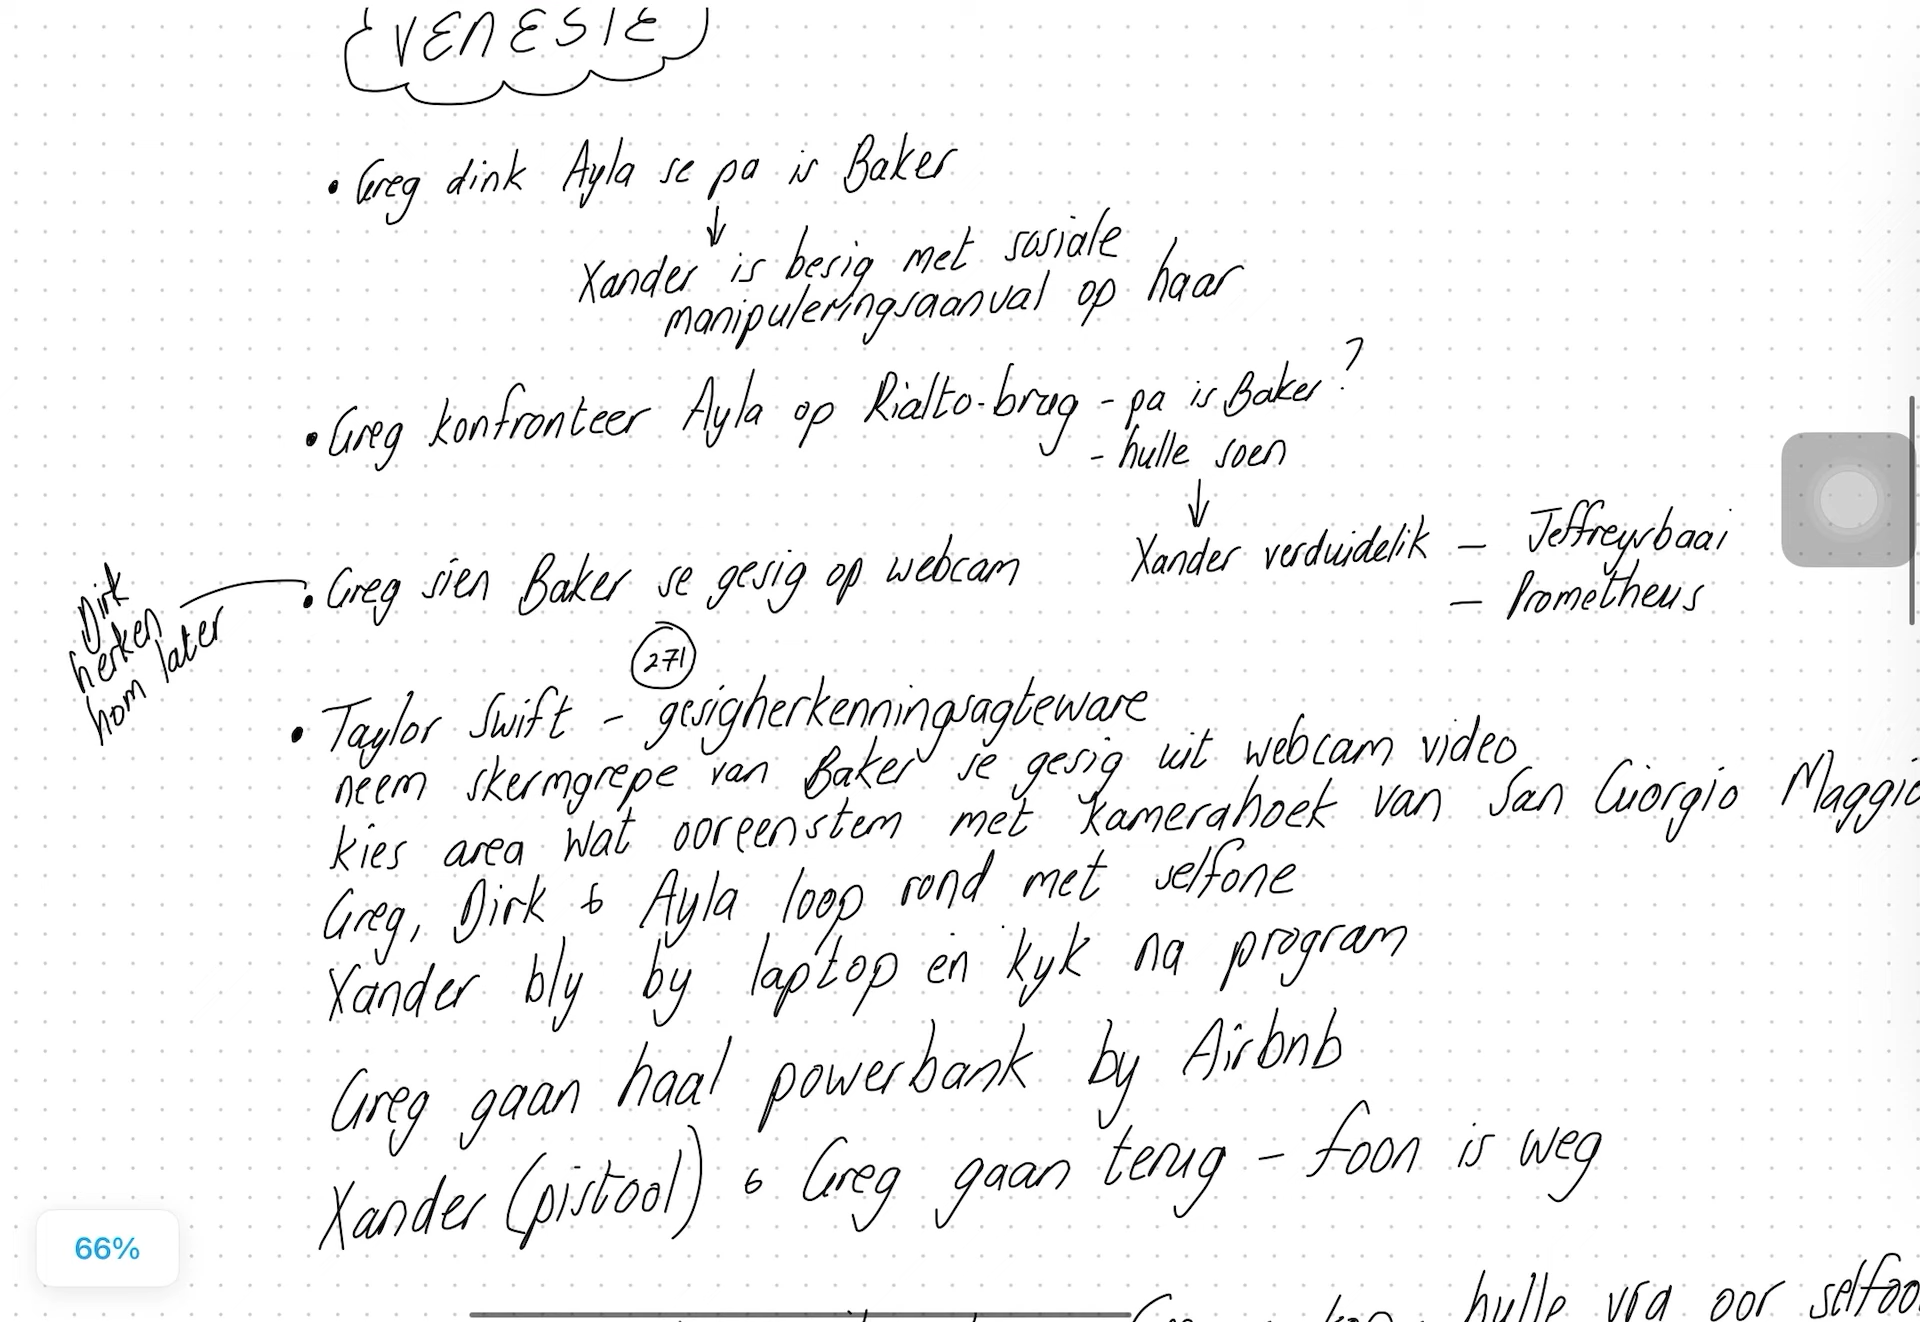 VENESIE
• Greg dink Ayla se pa is Baker
↓
Xander is besig met sosiale
manipuleringsaanval op haar
• Greg konfronteer Ayla op Rialto-brug - pa is Baker?
- hulle soen
↓
Xander verduidelik – Jeffreysbaai
– Prometheus
• Greg sien Baker se gesig op webcam
Dirk
herken
hom later
271
• Taylor Swift - gesigherkenningsagteware
neem skermgrepe van Baker se gesig uit webcam video
kies area wat ooreenstem met kamerahoek van San Giorgio Maggio
Greg, Dirk & Ayla loop rond met selfone
Xander bly by laptop en kyk na program
Greg gaan haal powerbank by Airbnb
Xander (pistool) & Greg gaan terug - foon is weg
hulle vra oor selfoo
66%